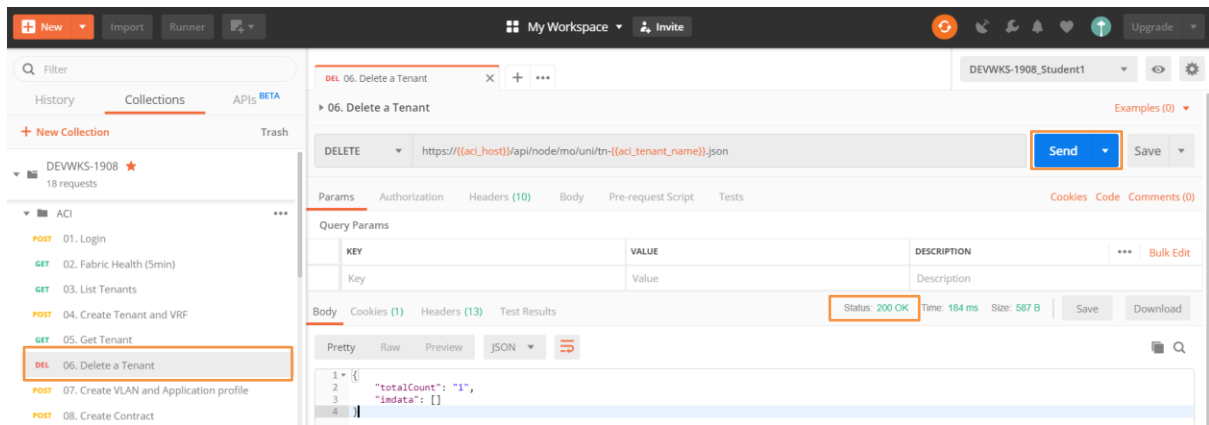 New Import Runner My Workspace Invite Upgrade
Filter
History Collections APIs BETA
+ New Collection Trash
DEVWKS-1908
18 requests
ACI
POST 01. Login
GET 02. Fabric Health (5min)
GET 03. List Tenants
POST 04. Create Tenant and VRF
GET 05. Get Tenant
DEL 06. Delete a Tenant
POST 07. Create VLAN and Application profile
POST 08. Create Contract
DEL 06. Delete a Tenant
DEVWKS-1908_Student1
06. Delete a Tenant Examples (0)
DELETE https://{{aci_host}}/api/node/mo/uni/tn-{{aci_tenant_name}}.json Send Save
Params Authorization Headers (10) Body Pre-request Script Tests Cookies Code Comments (0)
Query Params
KEY VALUE DESCRIPTION Bulk Edit
Key Value Description
Body Cookies (1) Headers (13) Test Results Status: 200 OK Time: 184 ms Size: 587 B Save Download
Pretty Raw Preview JSON
1 {
2 "totalCount": "1",
3 "imdata": []
4 }